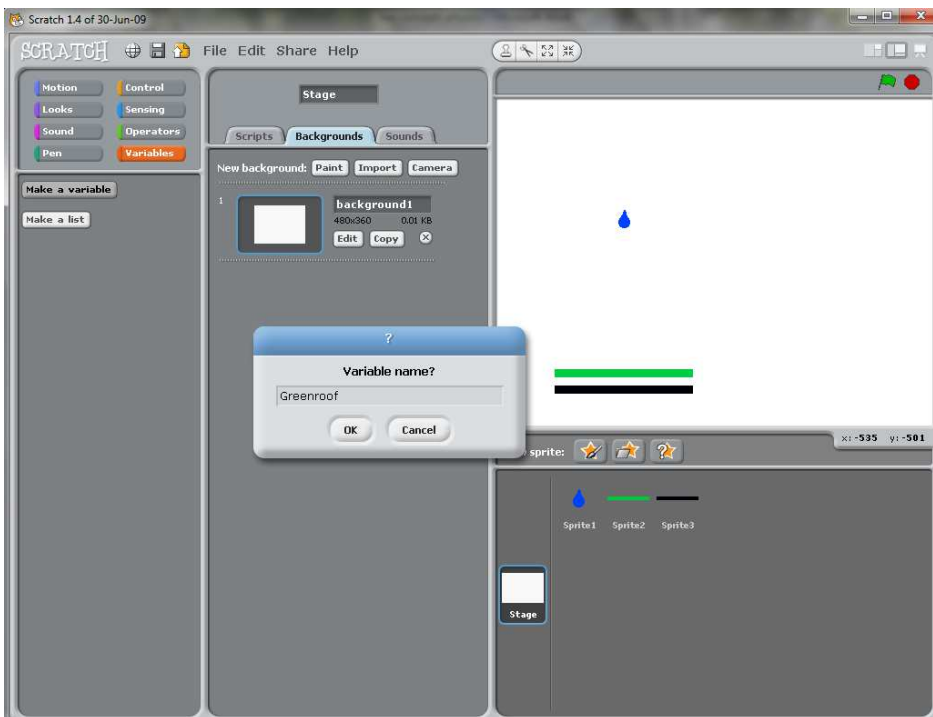 Scratch 1.4 of 30-Jun-09
SCRATCH File Edit Share Help
Motion Control
Looks Sensing
Sound Operators
Pen Variables
Make a variable
Make a list
Stage
Scripts Backgrounds Sounds
New background: Paint Import Camera
1 background1
480x360 0.01 KB
Edit Copy
?
Variable name?
Greenroof
OK Cancel
x: -535 y: -501
sprite:
Sprite1 Sprite2 Sprite3
Stage